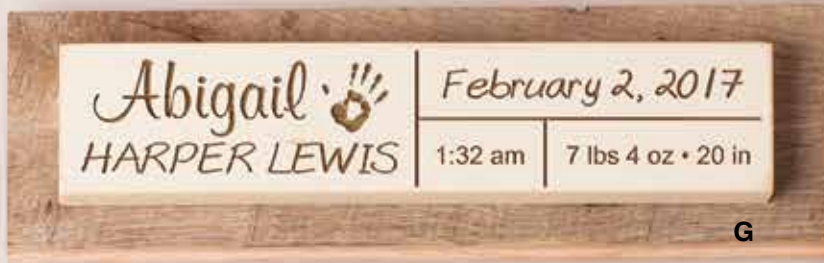 Abigail
HARPER LEWIS
February 2, 2017
1:32 am
7 lbs 4 oz • 20 in
G